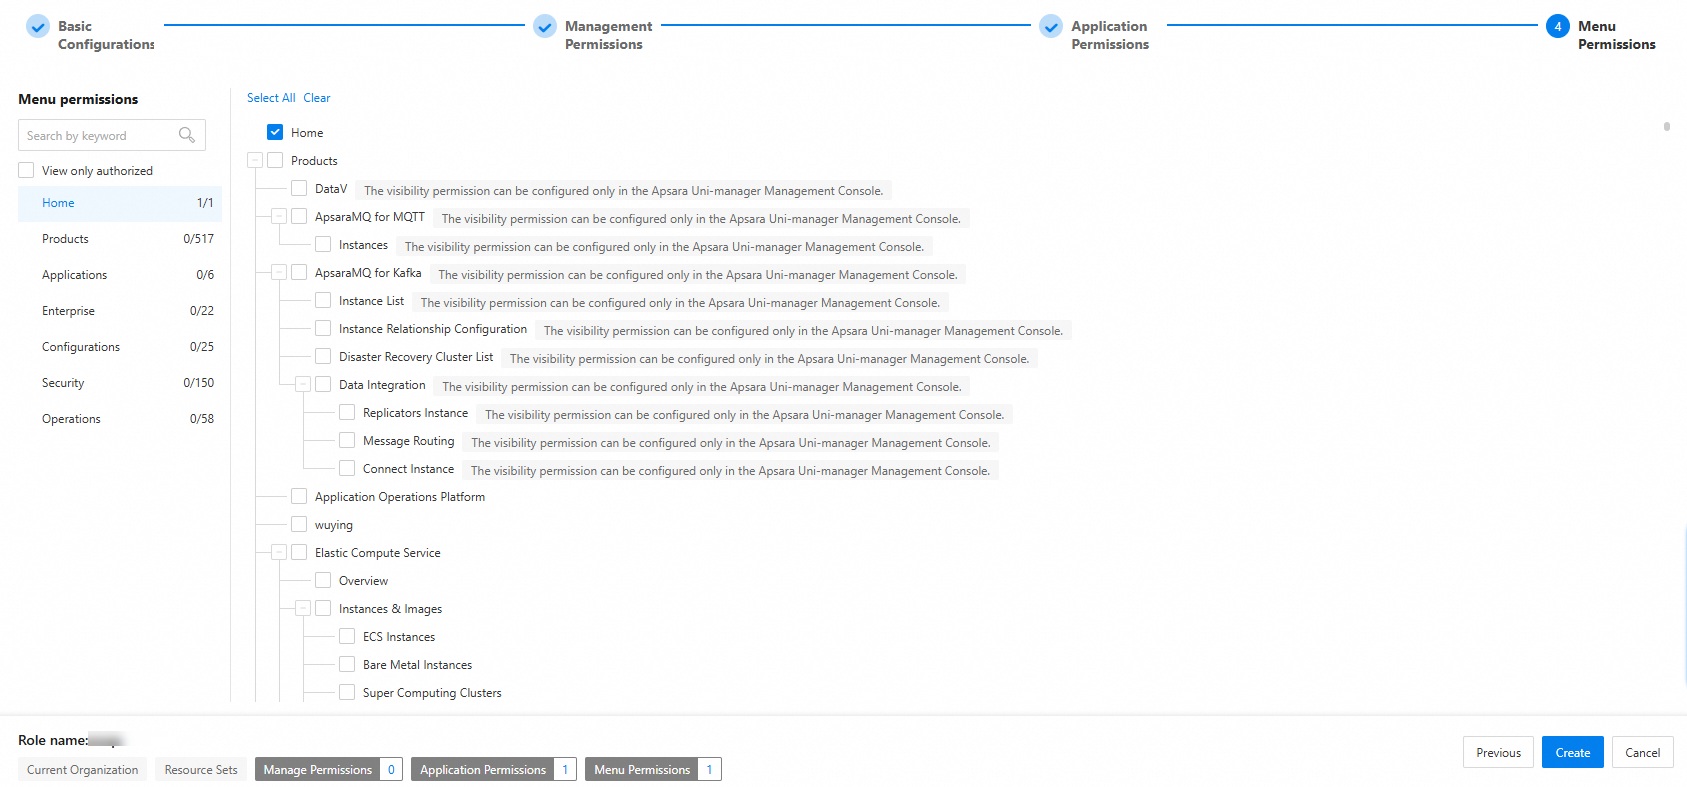 Basic
Configurations
Management
Permissions
Application
Permissions
4
Menu
Permissions
Menu permissions
Search by keyword
View only authorized
Home 1/1
Products 0/517
Applications 0/6
Enterprise 0/22
Configurations 0/25
Security 0/150
Operations 0/58
Select All Clear
Home
Products
DataV The visibility permission can be configured only in the Apsara Uni-manager Management Console.
ApsaraMQ for MQTT The visibility permission can be configured only in the Apsara Uni-manager Management Console.
Instances The visibility permission can be configured only in the Apsara Uni-manager Management Console.
ApsaraMQ for Kafka The visibility permission can be configured only in the Apsara Uni-manager Management Console.
Instance List The visibility permission can be configured only in the Apsara Uni-manager Management Console.
Instance Relationship Configuration The visibility permission can be configured only in the Apsara Uni-manager Management Console.
Disaster Recovery Cluster List The visibility permission can be configured only in the Apsara Uni-manager Management Console.
Data Integration The visibility permission can be configured only in the Apsara Uni-manager Management Console.
Replicators Instance The visibility permission can be configured only in the Apsara Uni-manager Management Console.
Message Routing The visibility permission can be configured only in the Apsara Uni-manager Management Console.
Connect Instance The visibility permission can be configured only in the Apsara Uni-manager Management Console.
Application Operations Platform
wuying
Elastic Compute Service
Overview
Instances & Images
ECS Instances
Bare Metal Instances
Super Computing Clusters
Role name:
Current Organization Resource Sets Manage Permissions 0 Application Permissions 1 Menu Permissions 1
Previous Create Cancel